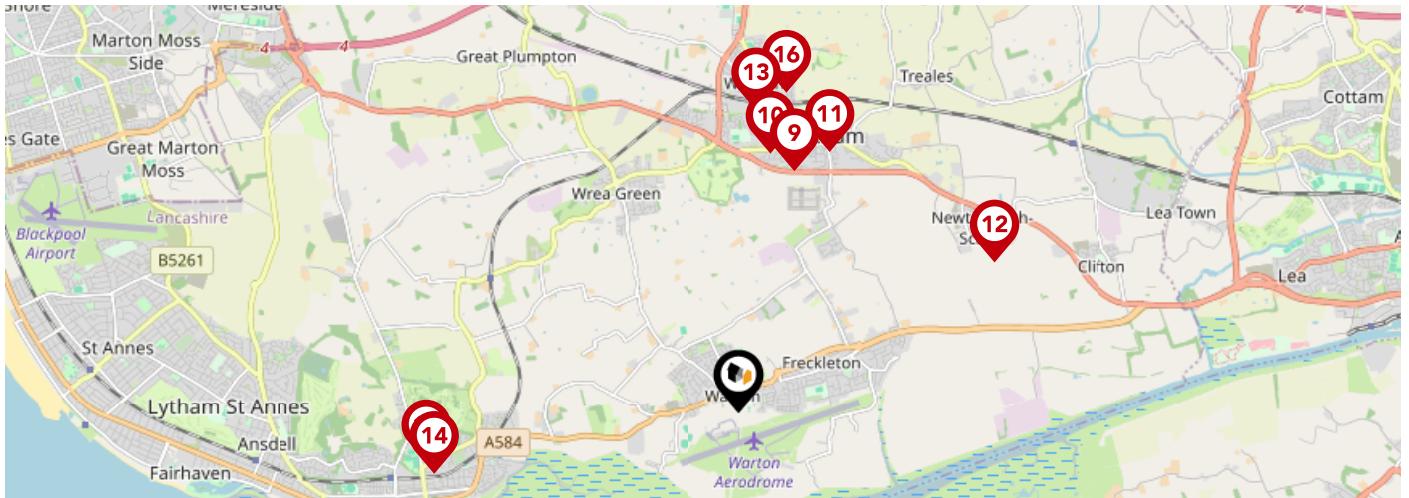 Mereside
Marton Moss
Side
4
4
2
Great Plumpton
16
13
Treales
Cottam
10
11
9
Great Marton
Moss
Wrea Green
Lancashire
Blackpool
Airport
12
Lea Town
B5261
Clifton
Lea
St Annes
Freckleton
Lytham St Annes
14
A584
Ansdell
Fairhaven
Warton
Aerodrome